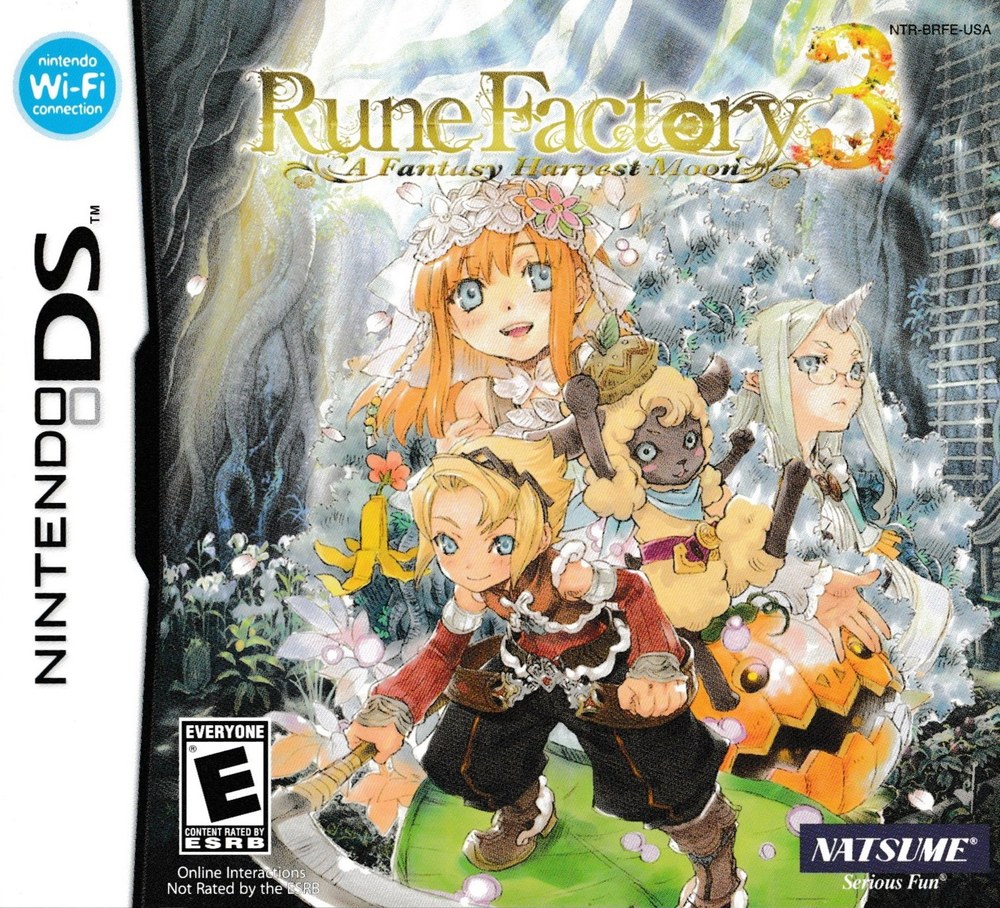 nintendo
Wi-Fi
connection
NTR-BRFE-USA
Rune Factory 3
A Fantasy Harvest Moon
NINTENDO DS™
EVERYONE
E
®
CONTENT RATED BY
ESRB
Online Interactions
Not Rated by the ESRB
NATSUME®
Serious Fun®